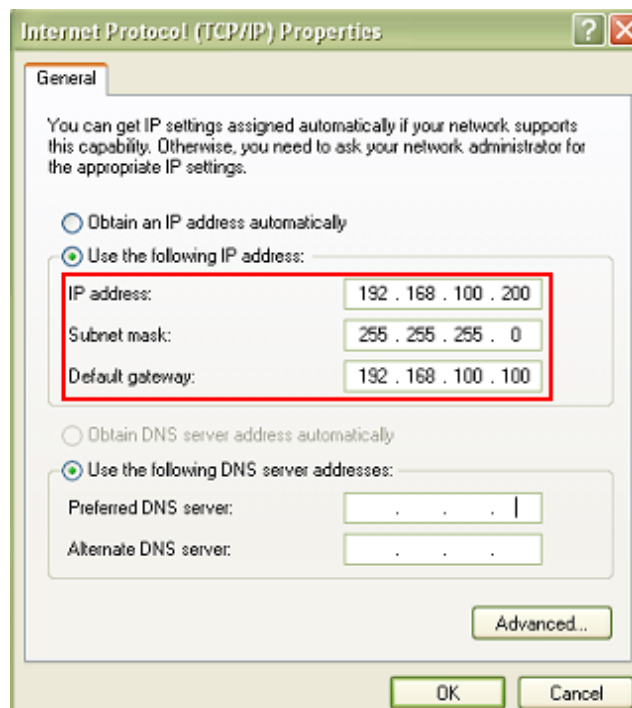 Internet Protocol (TCP/IP) Properties
General
You can get IP settings assigned automatically if your network supports
this capability. Otherwise, you need to ask your network administrator for
the appropriate IP settings.
Obtain an IP address automatically
Use the following IP address:
IP address: 192 . 168 . 100 . 200
Subnet mask: 255 . 255 . 255 . 0
Default gateway: 192 . 168 . 100 . 100
Obtain DNS server address automatically
Use the following DNS server addresses:
Preferred DNS server: . . .
Alternate DNS server: . . .
Advanced...
OK Cancel